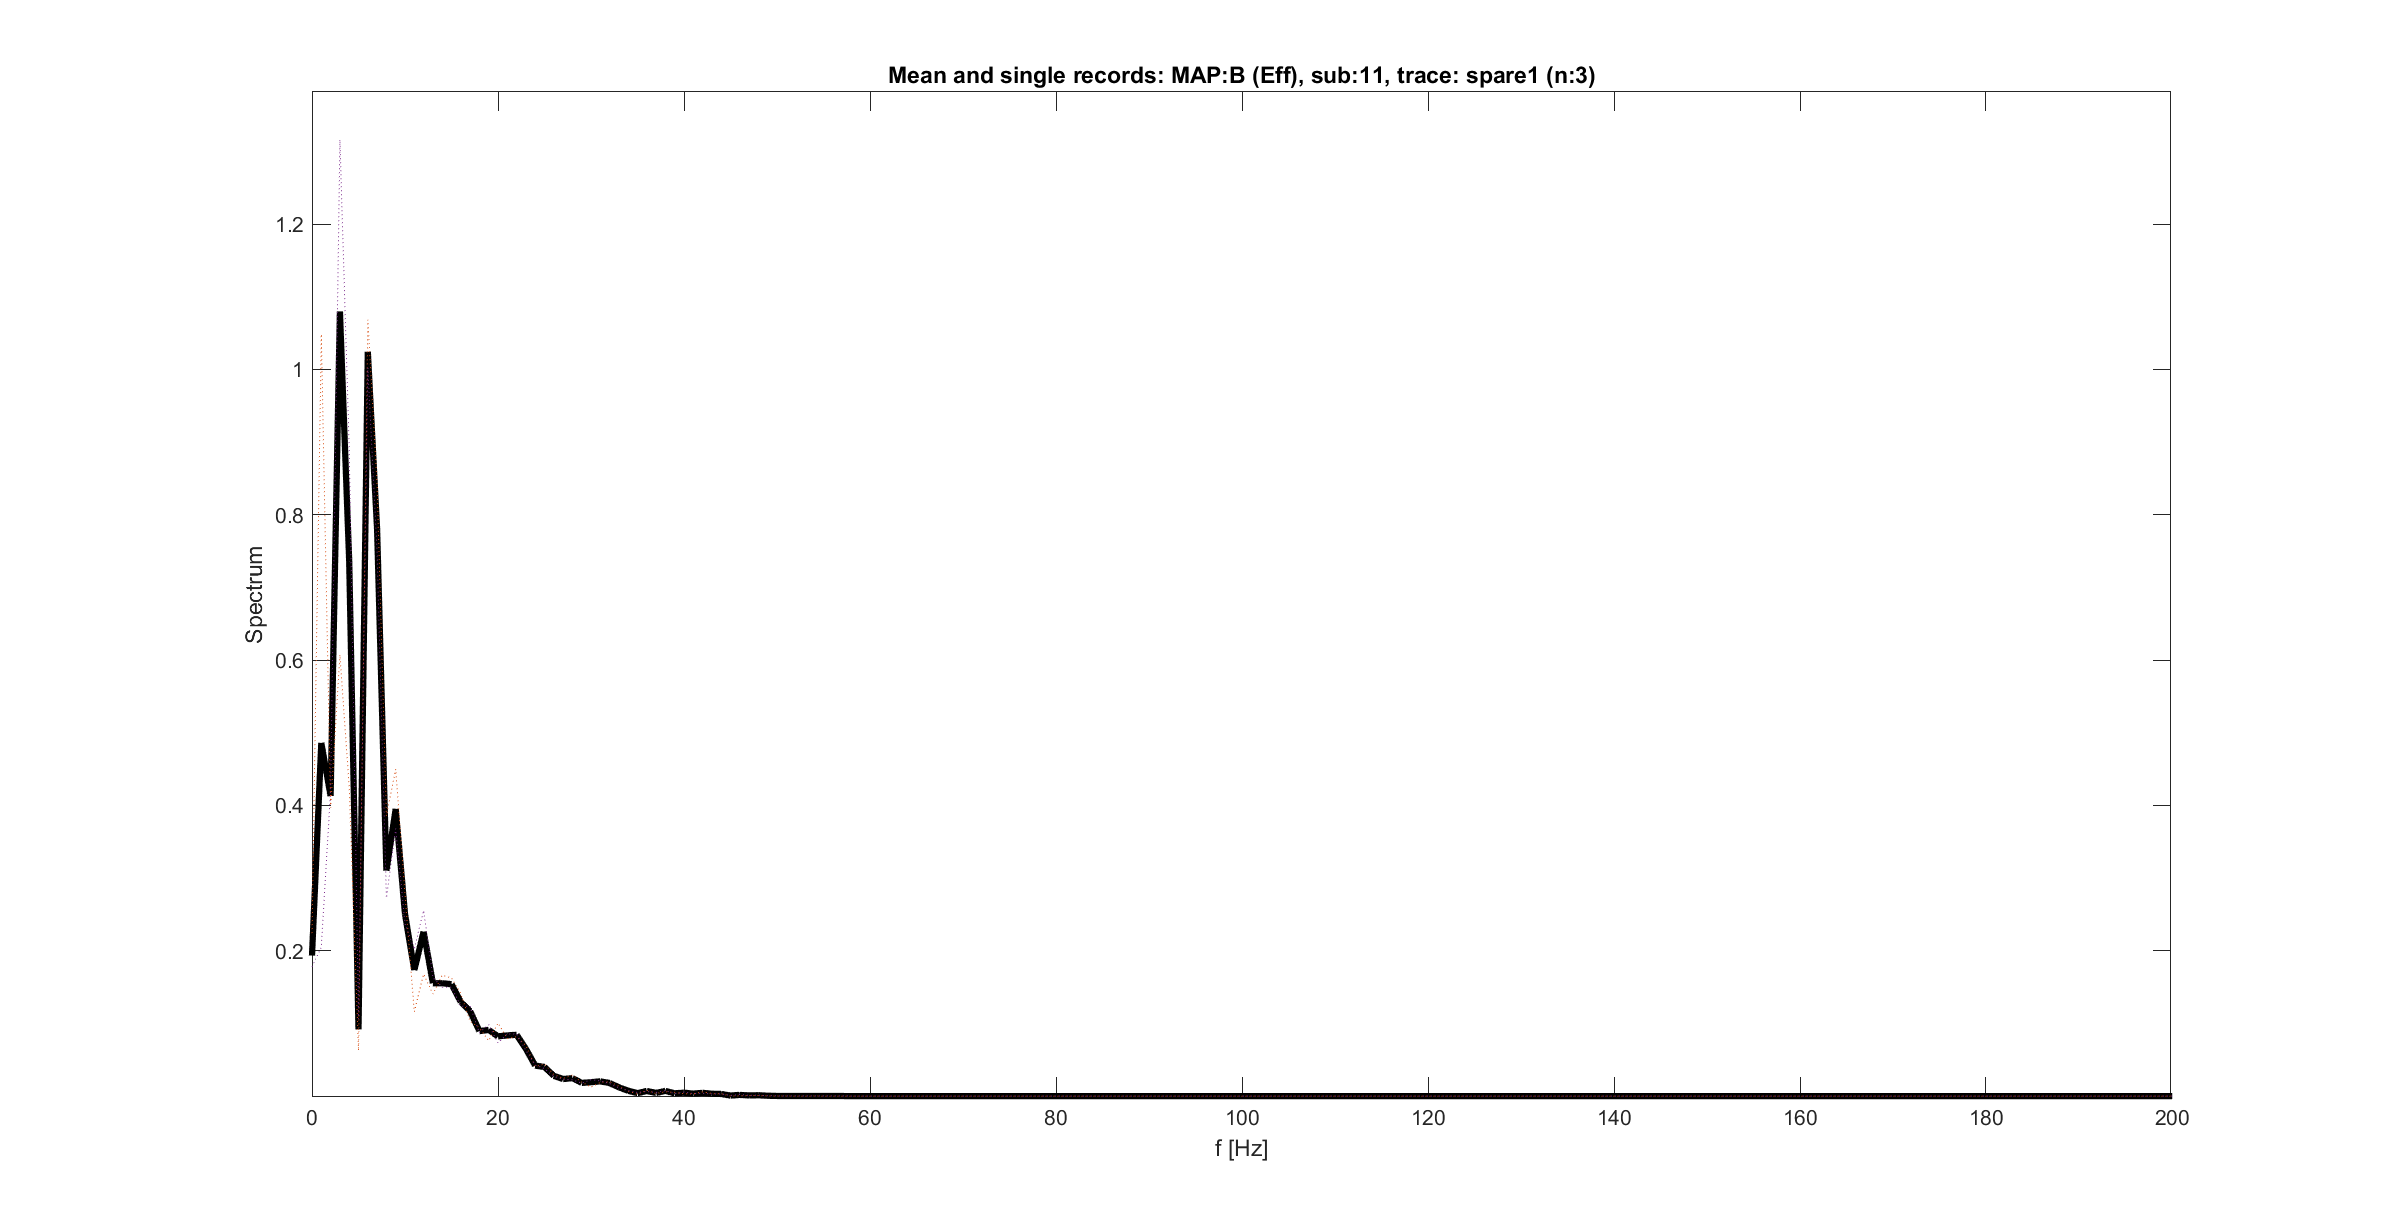 Mean and single records: MAP:B (Eff), sub:11, trace: spare1 (n:3)
1.2
1
0.8
0.6
0.4
0.2
Spectrum
0 20 40 60 80 100 120 140 160 180 200
f [Hz]